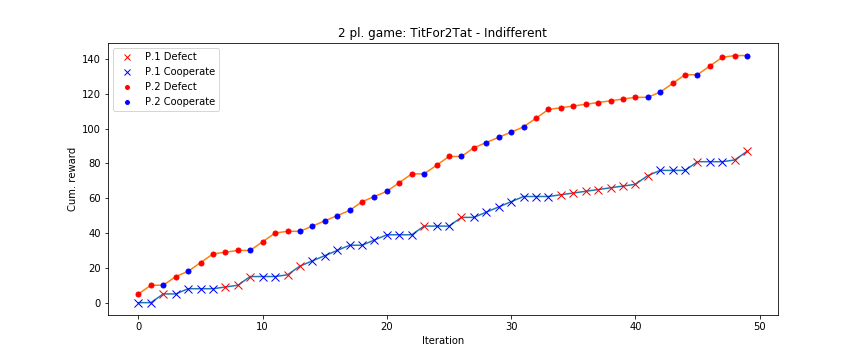 2 pl. game: TitFor2Tat - Indifferent
P.1 Defect
P.1 Cooperate
P.2 Defect
P.2 Cooperate
Cum. reward
140
120
100
80
60
40
20
0
0 10 20 30 40 50
Iteration